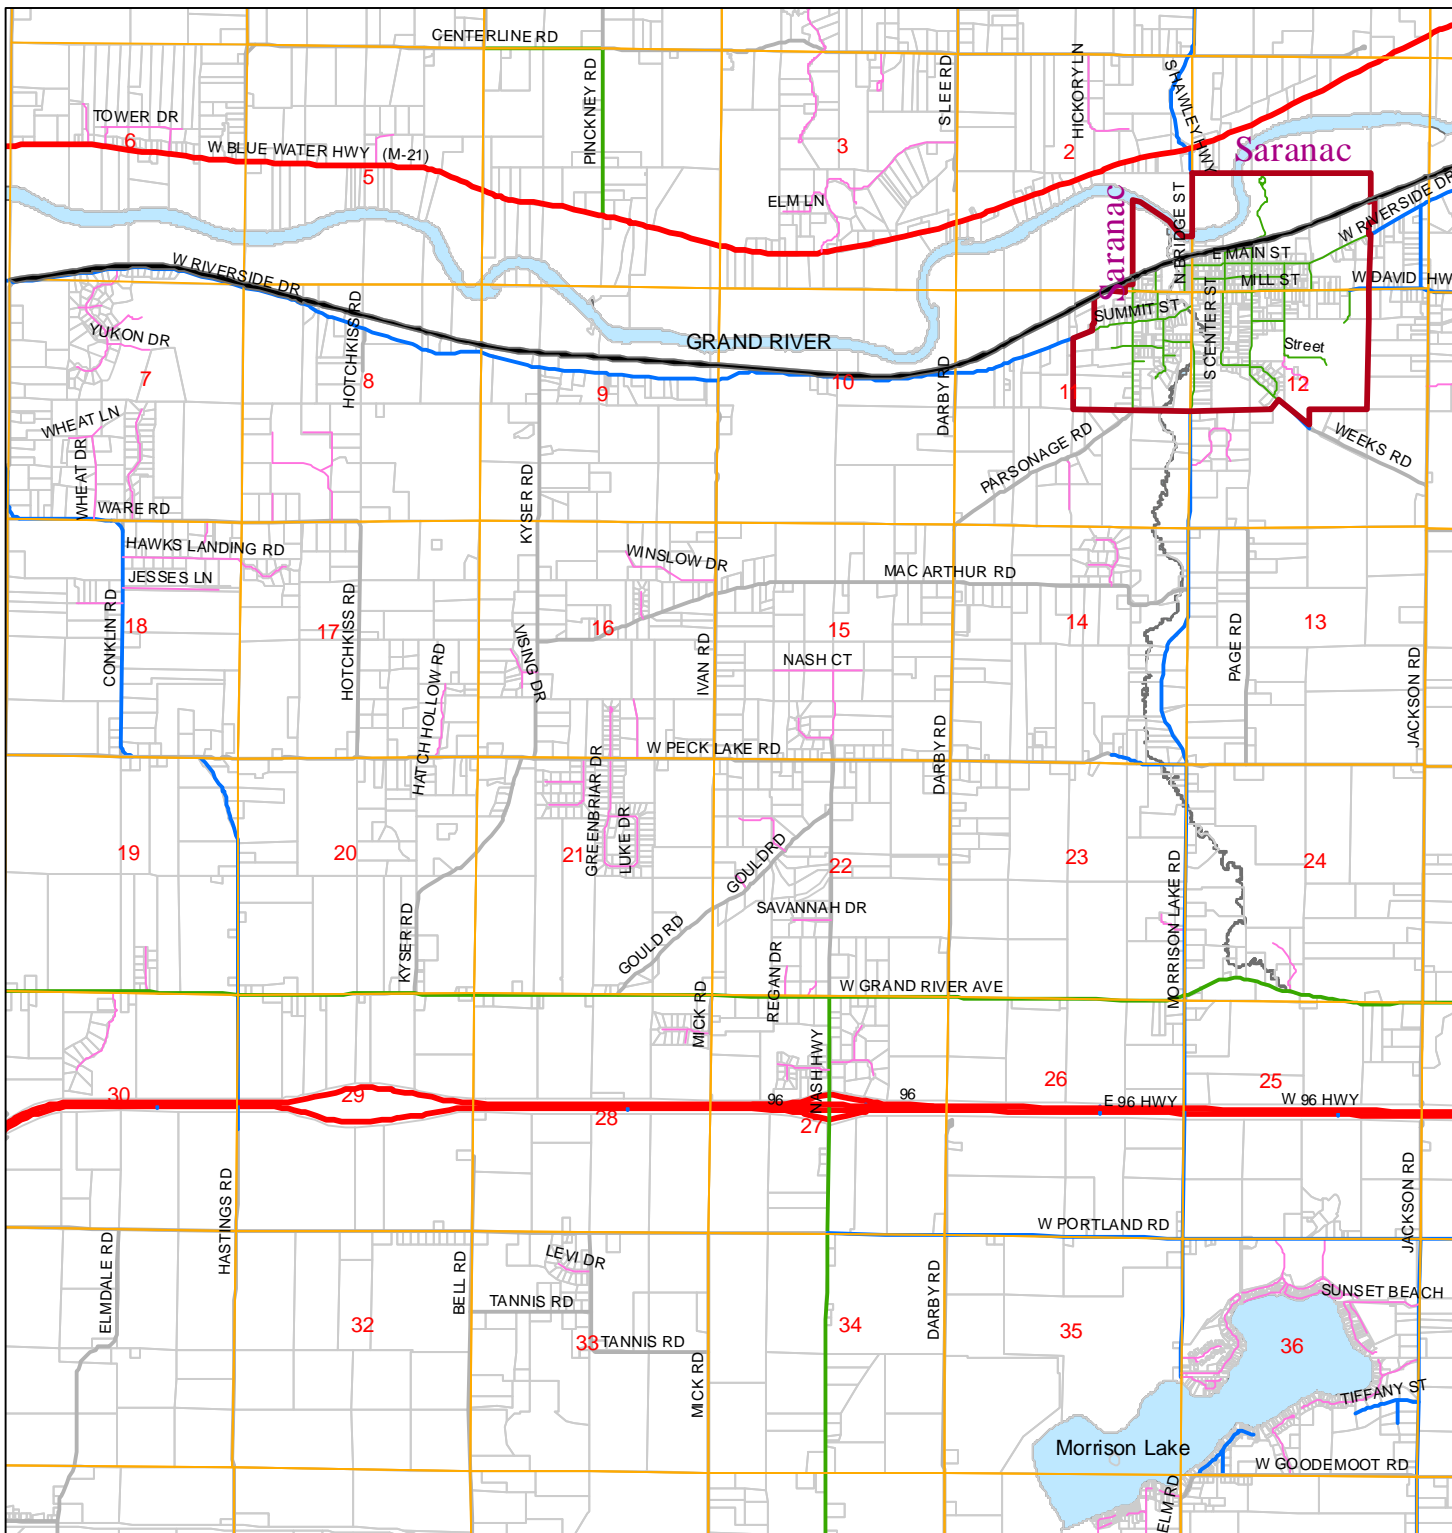 CENTERLINE RD
PINCKNEY RD
SLEE RD
HICKORY LN
SHAWLEY HWY
TOWER DR
6
W BLUE WATER HWY (M-21)
5
3
2
Saranac
ELM LN
Saranac
N BRIDGE ST
W RIVERSIDE DR
E MAIN ST
W RIVERSIDE DR
MILL ST
W DAVID HW
HOTCHKISS RD
SUMMIT ST
S CENTER ST
YUKON DR
GRAND RIVER
Street
7
8
9
10
DARBY RD
1
12
WHEAT LN
WHEAT DR
PARSONAGE RD
WEEKS RD
WARE RD
KYSER RD
HAWKS LANDING RD
WINSLOW DR
MAC ARTHUR RD
JESSES LN
CONKLIN RD
18
17
HOTCHKISS RD
16
15
14
13
HATCH HOLLOW RD
VISING DR
IVAN RD
NASH CT
PAGE RD
JACKSON RD
W PECK LAKE RD
DARBY RD
GREENBRIAR DR
LUKE DR
19
20
21
GOULD RD
22
23
24
MORRISON LAKE RD
SAVANNAH DR
KYSER RD
GOULD RD
REGAN DR
W GRAND RIVER AVE
MICK RD
NASH HWY
30
29
28
96
96
27
26
E 96 HWY
25
W 96 HWY
HASTINGS RD
JACKSON RD
W PORTLAND RD
ELMDALE RD
BELL RD
LEVI DR
DARBY RD
TANNIS RD
SUNSET BEACH
32
33
TANNIS RD
34
35
36
MICK RD
TIFFANY ST
Morrison Lake
W GOODEMOOT RD
ELM RD